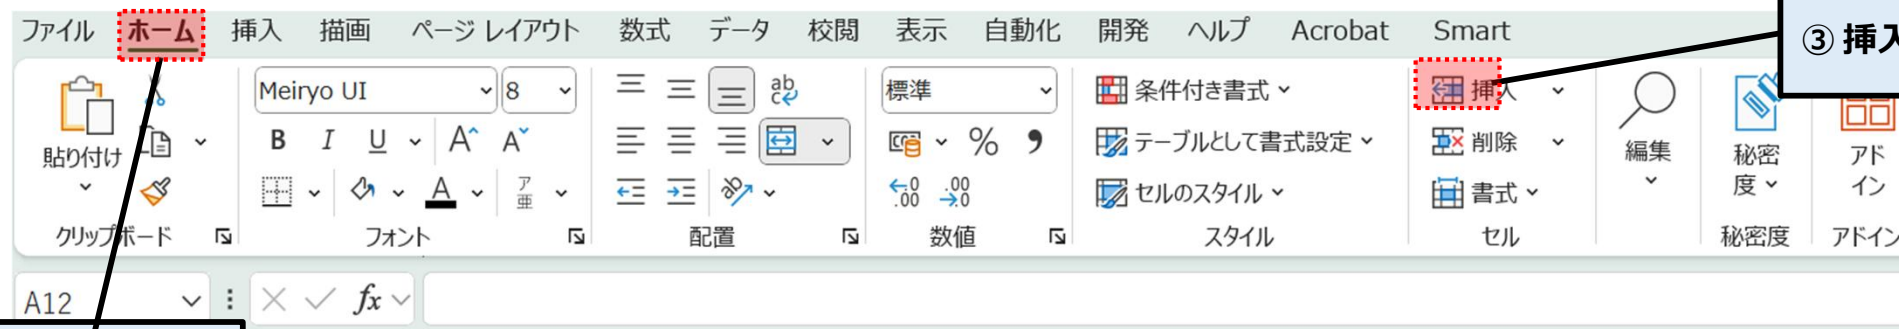 ファイル ホーム 挿入 描画 ページ レイアウト 数式 データ 校閲 表示 自動化 開発 ヘルプ Acrobat Smart
③ 挿入
Meiryo UI 8 ab c 標準 条件付き書式 挿入
貼り付け B I U A A % 9 テーブルとして書式設定 削除 編集 秘密度 アドイン
A ア亜 0 .00 .00 0 セルのスタイル 書式
クリップボード フォント 配置 数値 スタイル セル 秘密度 アドイン
A12 fx